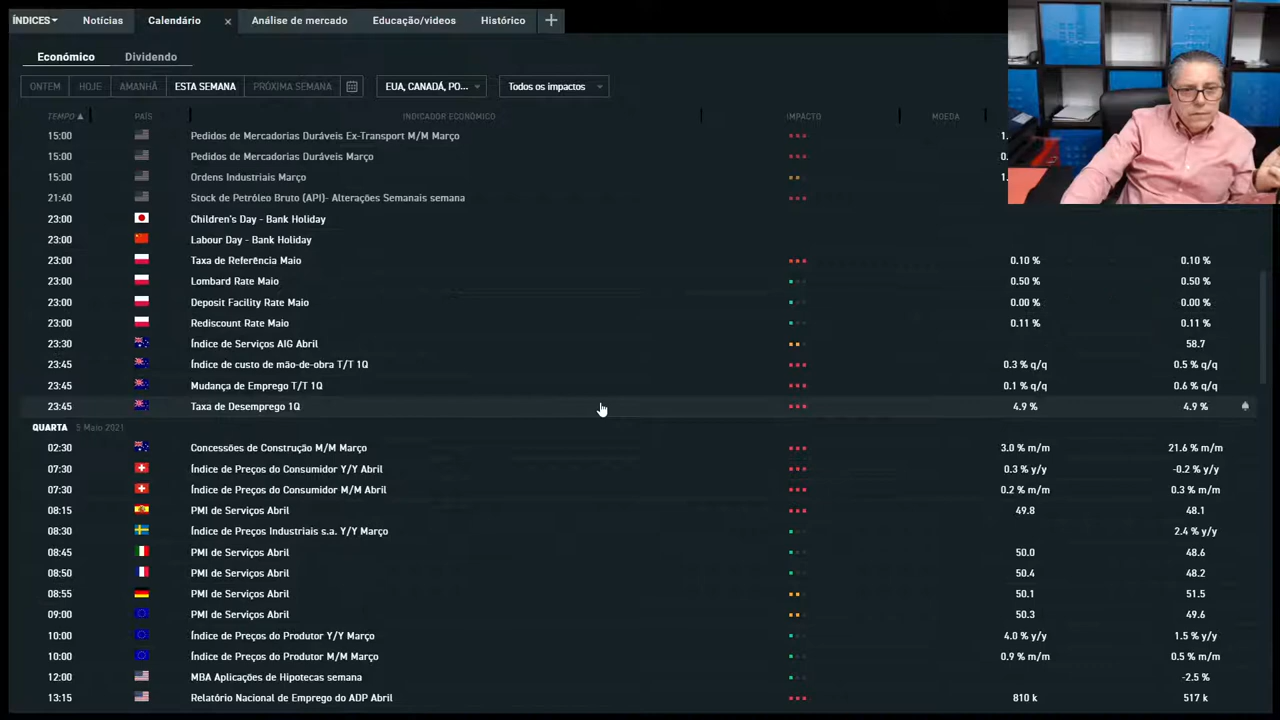 ÍNDICES Notícias Calendário × Análise de mercado Educação/videos Histórico +
Económico Dividendo
ONTEM HOJE AMANHÃ ESTA SEMANA PRÓXIMA SEMANA EUA, CANADÁ, PO... Todos os impactos
TEMPO ▲ PAÍS INDICADOR ECONÔMICO IMPACTO MOEDA
15:00 Pedidos de Mercadorias Duráveis Ex-Transport M/M Março
15:00 Pedidos de Mercadorias Duráveis Março
15:00 Ordens Industriais Março
21:40 Stock de Petróleo Bruto (API)- Alterações Semanais semana
23:00 Children's Day - Bank Holiday
23:00 Labour Day - Bank Holiday
23:00 Taxa de Referência Maio 0.10 % 0.10 %
23:00 Lombard Rate Maio 0.50 % 0.50 %
23:00 Deposit Facility Rate Maio 0.00 % 0.00 %
23:00 Rediscount Rate Maio 0.11 % 0.11 %
23:30 Índice de Serviços AIG Abril 58.7
23:45 Índice de custo de mão-de-obra T/T 1Q 0.3 % q/q 0.5 % q/q
23:45 Mudança de Emprego T/T 1Q 0.1 % q/q 0.6 % q/q
23:45 Taxa de Desemprego 1Q 4.9 % 4.9 %
QUARTA 5 Maio 2021
02:30 Concessões de Construção M/M Março 3.0 % m/m 21.6 % m/m
07:30 Índice de Preços do Consumidor Y/Y Abril 0.3 % y/y -0.2 % y/y
07:30 Índice de Preços do Consumidor M/M Abril 0.2 % m/m 0.3 % m/m
08:15 PMI de Serviços Abril 49.8 48.1
08:30 Índice de Preços Industriais s.a. Y/Y Março 2.4 % y/y
08:45 PMI de Serviços Abril 50.0 48.6
08:50 PMI de Serviços Abril 50.4 48.2
08:55 PMI de Serviços Abril 50.1 51.5
09:00 PMI de Serviços Abril 50.3 49.6
10:00 Índice de Preços do Produtor Y/Y Março 4.0 % y/y 1.5 % y/y
10:00 Índice de Preços do Produtor M/M Março 0.9 % m/m 0.5 % m/m
12:00 MBA Aplicações de Hipotecas semana -2.5 %
13:15 Relatório Nacional de Emprego do ADP Abril 810 k 517 k